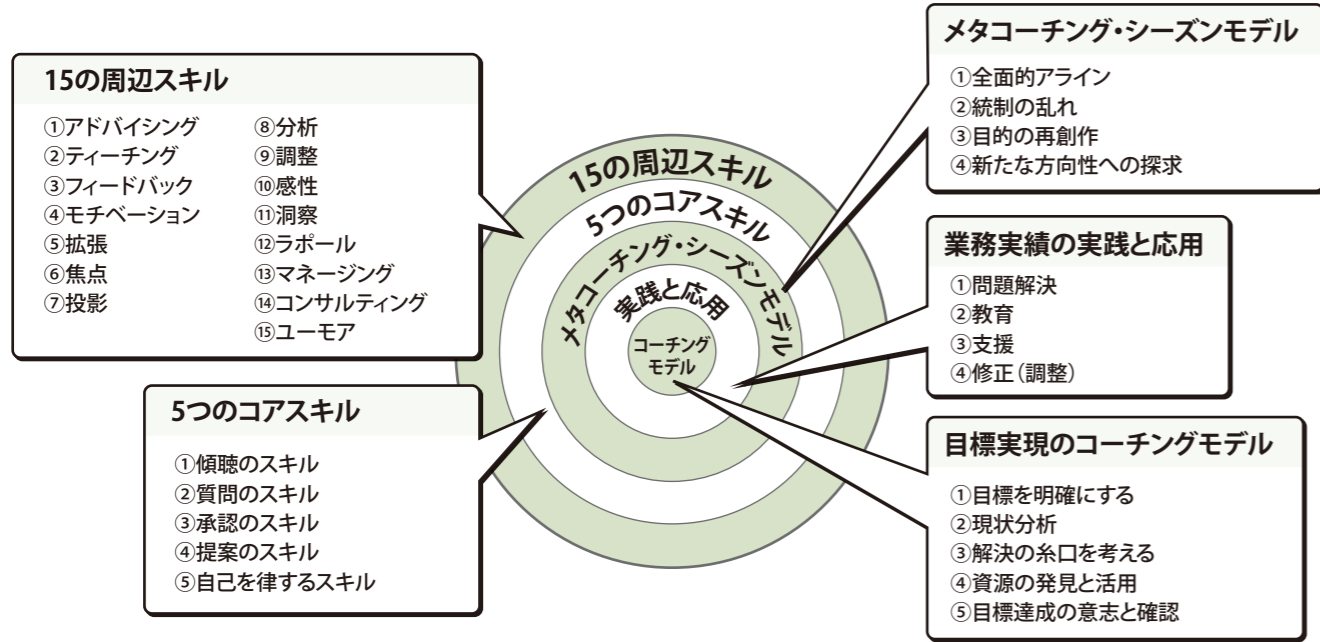 15の周辺スキル
①アドバイシング
②ティーチング
③フィードバック
④モチベーション
⑤拡張
⑥焦点
⑦投影
⑧分析
⑨調整
⑩感性
⑪洞察
⑫ラポール
⑬マネージング
⑭コンサルティング
⑮ユーモア
5つのコアスキル
①傾聴のスキル
②質問のスキル
③承認のスキル
④提案のスキル
⑤自己を律するスキル
15の周辺スキル
5つのコアスキル
メタコーチング・シーズンモデル
実践と応用
コーチング
モデル
メタコーチング・シーズンモデル
①全面的アライン
②統制の乱れ
③目的の再創作
④新たな方向性への探求
業務実績の実践と応用
①問題解決
②教育
③支援
④修正（調整）
目標実現のコーチングモデル
①目標を明確にする
②現状分析
③解決の糸口を考える
④資源の発見と活用
⑤目標達成の意志と確認